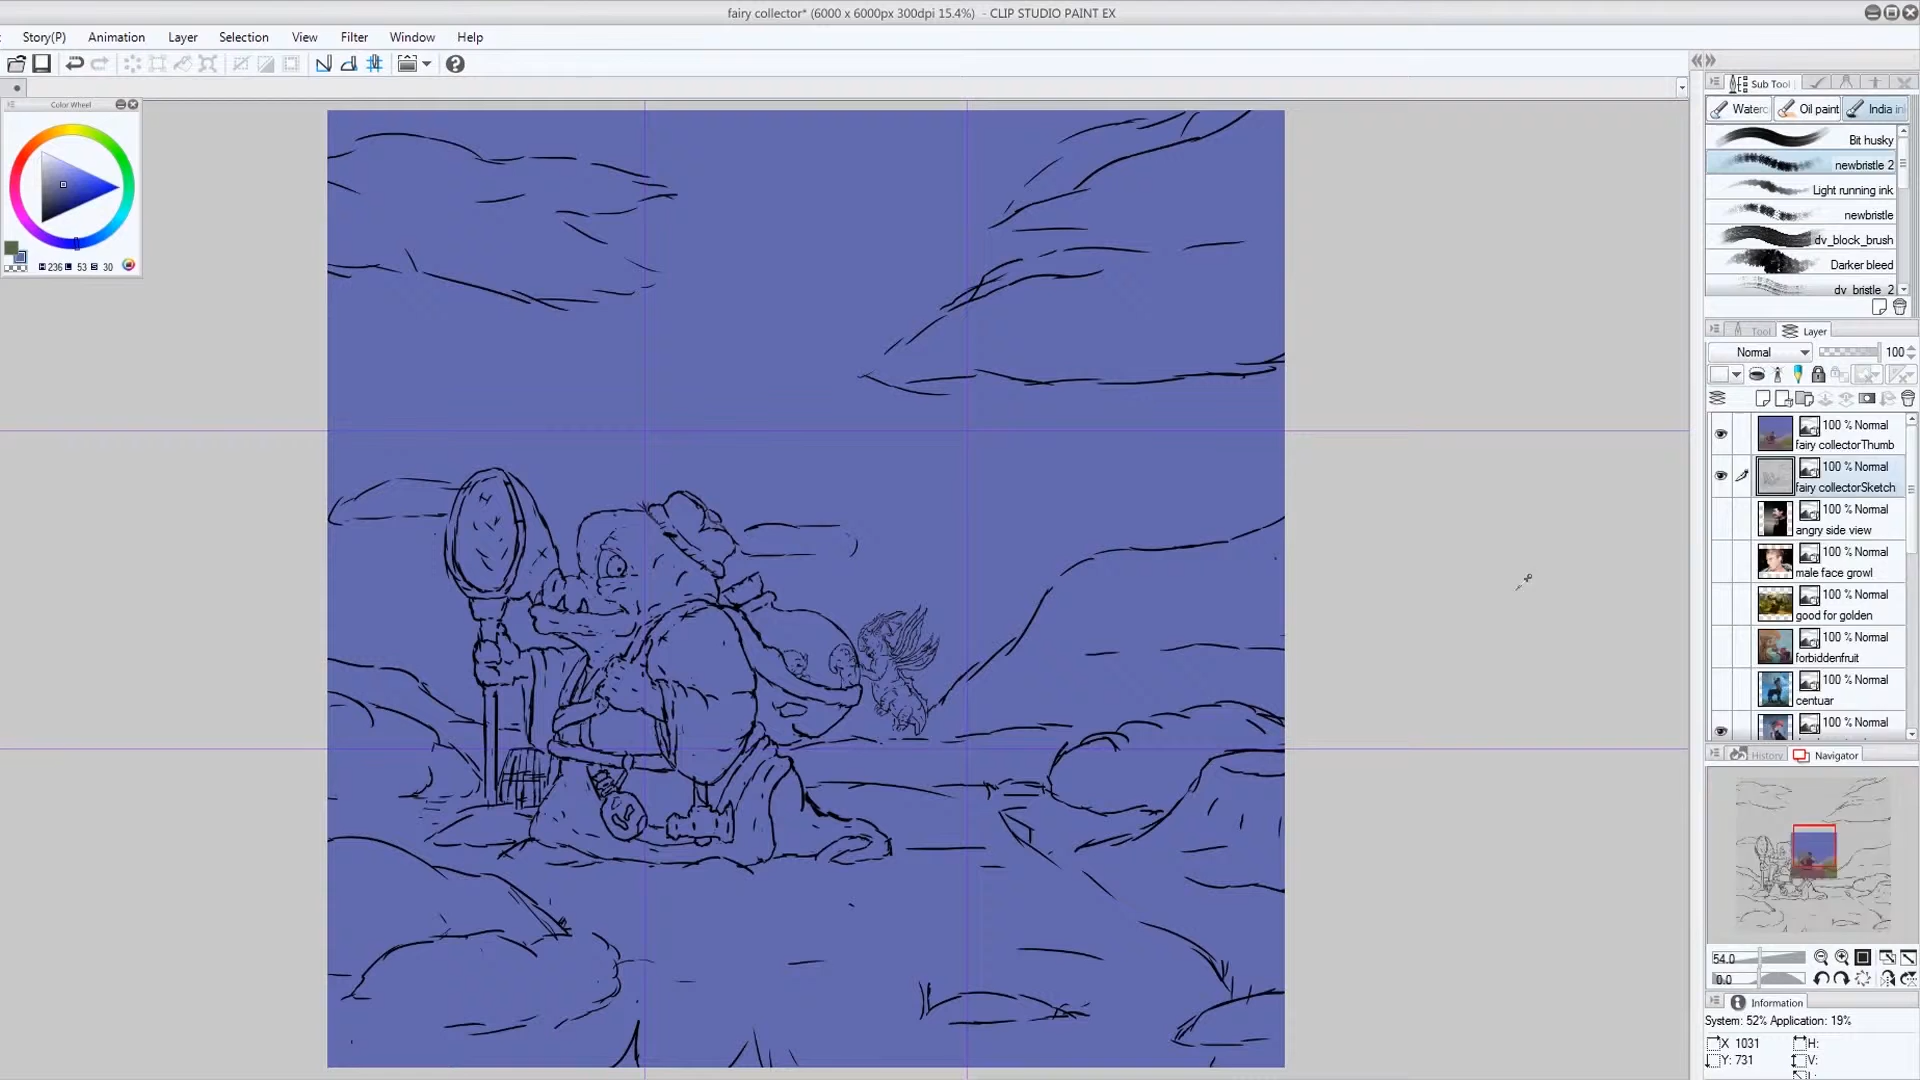 fairy collector* (6000 x 6000px 300dpi 15.4%) - CLIP STUDIO PAINT EX
Story(P) Animation Layer Selection View Filter Window Help
Color Wheel
236 53 30
Sub Tool
Waterc Oil paint India in
Bit husky
newbristle 2
Light running ink
newbristle
dv_block_brush
Darker bleed
dv_bristle_2
Tool Layer
Normal 100
100 % Normal
fairy collectorThumb
100 % Normal
fairy collectorSketch
100 % Normal
angry side view
100 % Normal
male face growl
100 % Normal
good for golden
100 % Normal
forbiddenfruit
100 % Normal
centuar
100 % Normal
History Navigator
54.0
0.0
Information
System: 52% Application: 19%
X 1031 H:
Y: 731 V: